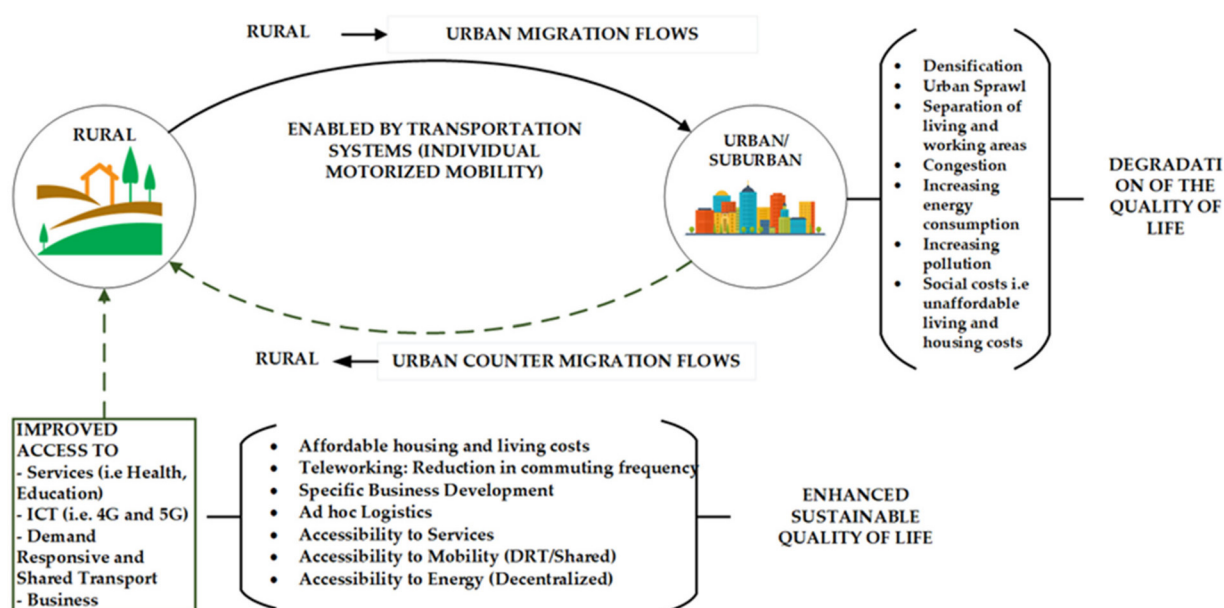 RURAL
URBAN MIGRATION FLOWS
RURAL
ENABLED BY TRANSPORTATION
SYSTEMS (INDIVIDUAL
MOTORIZED MOBILITY)
URBAN/
SUBURBAN
• Densification
• Urban Sprawl
• Separation of
living and
working areas
• Congestion
• Increasing
energy
consumption
• Increasing
pollution
• Social costs i.e
unaffordable
living and
housing costs
DEGRADATI
ON OF THE
QUALITY OF
LIFE
RURAL
URBAN COUNTER MIGRATION FLOWS
IMPROVED
ACCESS TO
- Services (i.e Health,
Education)
- ICT (i.e. 4G and 5G)
- Demand
Responsive and
Shared Transport
- Business
• Affordable housing and living costs
• Teleworking: Reduction in commuting frequency
• Specific Business Development
• Ad hoc Logistics
• Accessibility to Services
• Accessibility to Mobility (DRT/Shared)
• Accessibility to Energy (Decentralized)
ENHANCED
SUSTAINABLE
QUALITY OF LIFE